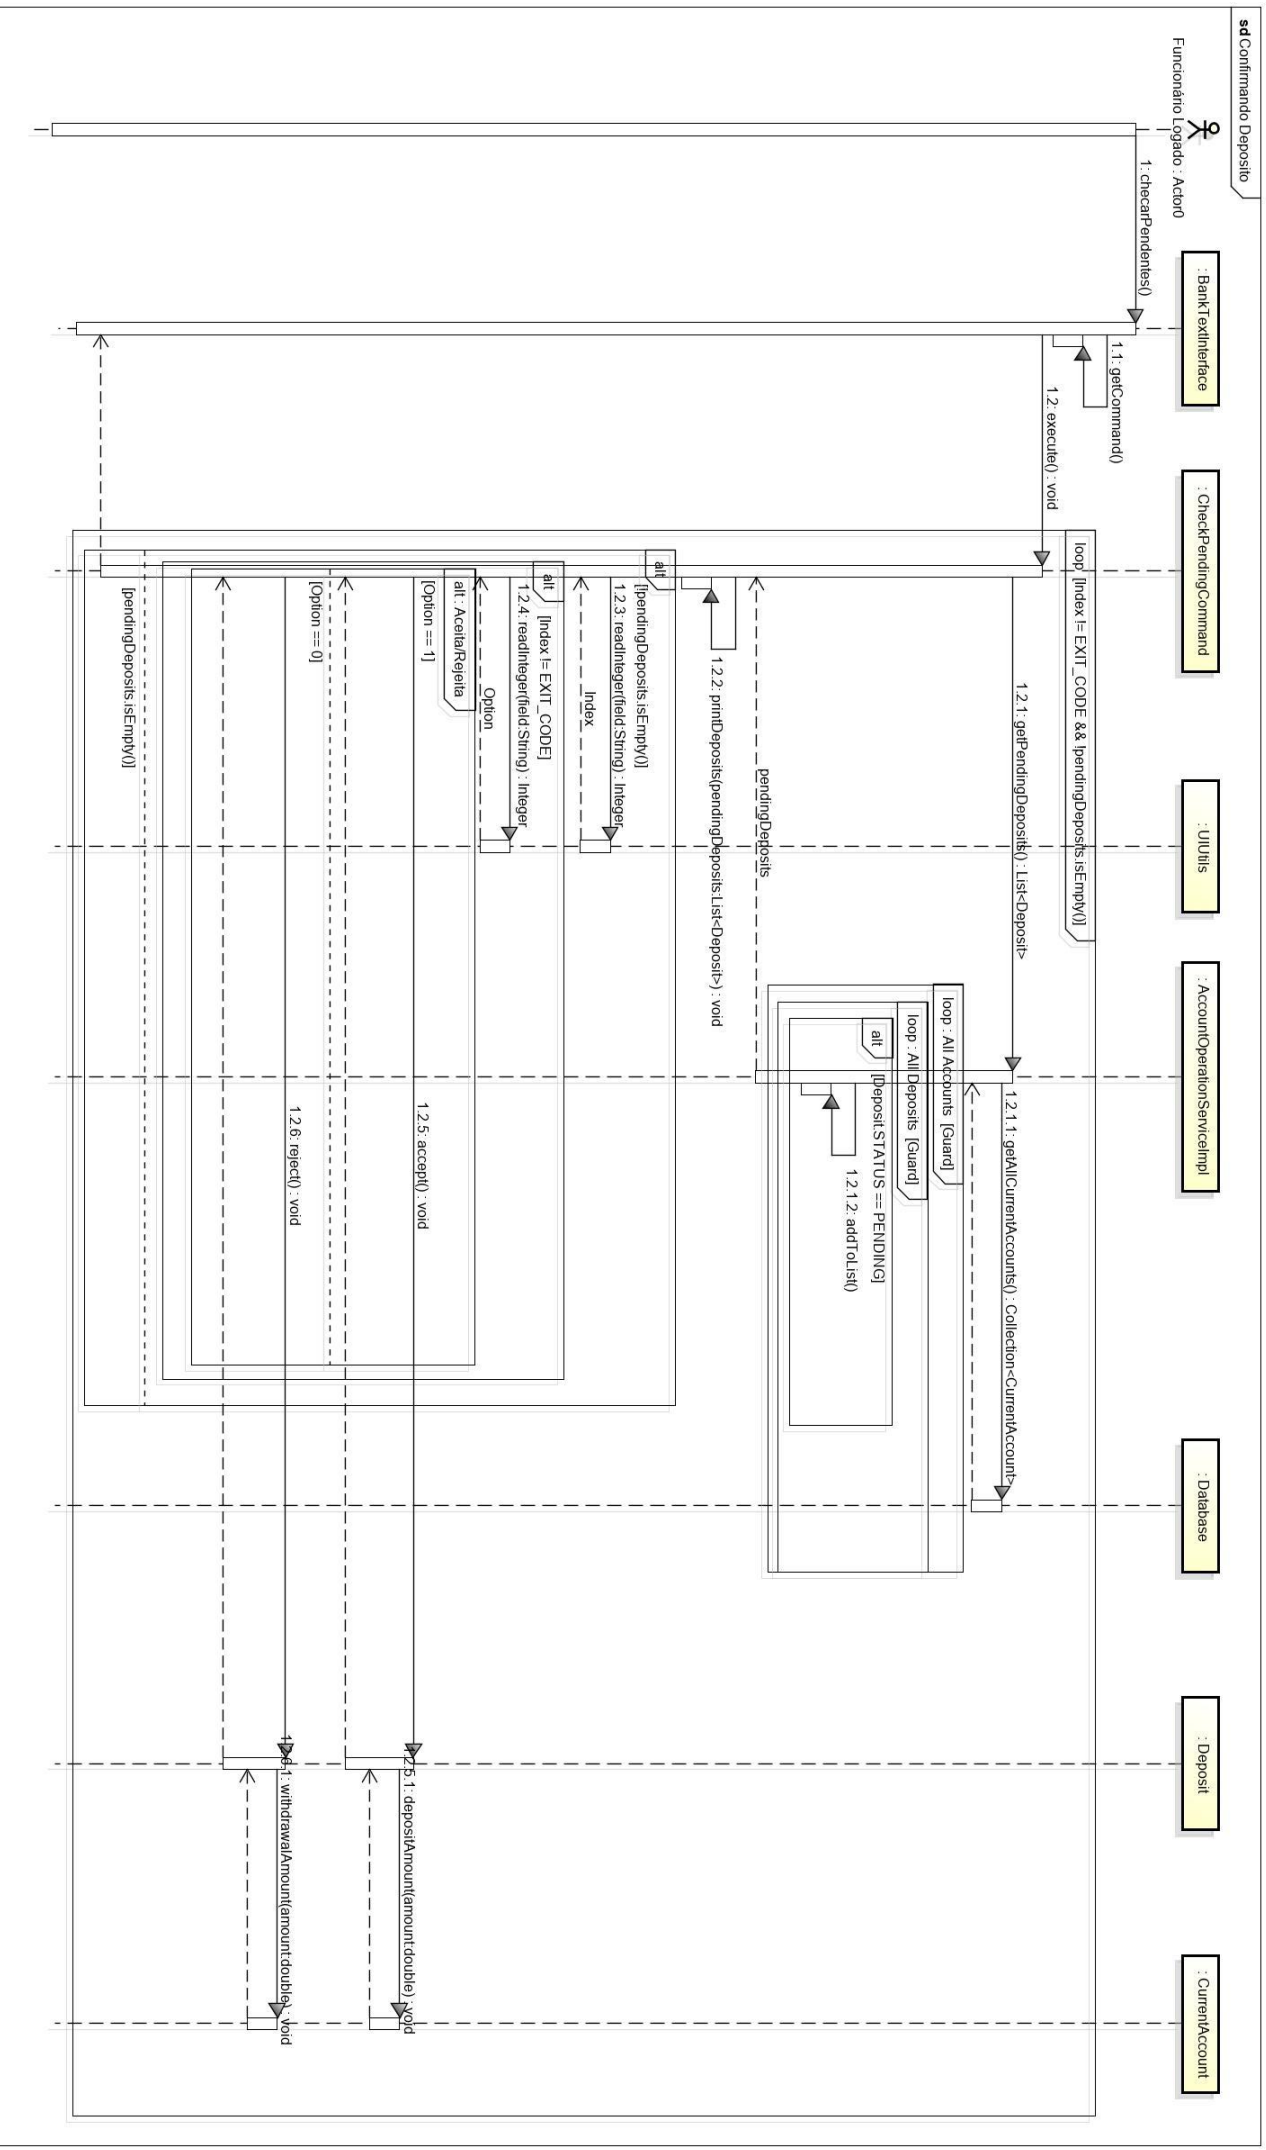 sd Confirmando Deposito
Funcionário Logado : Actor0
: BankTextInterface
: CheckPendingCommand
: UIUtils
: AccountOperationServiceImpl
: Database
: Deposit
: CurrentAccount
1: checarPendentes()
1.1: getCommand()
loop [Index != EXIT_CODE && !pendingDeposits.isEmpty()]
1.2: execute() : void
1.2.1: getPendingDeposits() : List<Deposit>
1.2.1.1: getAllCurrentAccounts() : Collection<CurrentAccount>
loop : All Accounts [Guard]
loop : All Deposits [Guard]
alt
[Deposit.STATUS == PENDING]
1.2.1.2: addToList()
pendingDeposits
1.2.2: printDeposits(pendingDeposits:List<Deposit>) : void
alt
[!pendingDeposits.isEmpty()]
1.2.3: readInteger(field:String) : Integer
Index
alt
[Index != EXIT_CODE]
1.2.4: readInteger(field:String) : Integer
Option
alt : Aceita/Rejeita
[Option == 1]
1.2.5: accept() : void
1.2.5.1: depositAmount(amount:double) : void
[Option == 0]
1.2.6: reject() : void
1.2.6.1: withdrawalAmount(amount:double) : void
[pendingDeposits.isEmpty()]